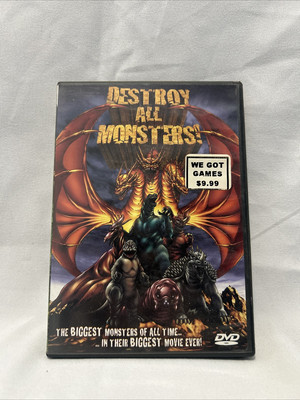 DESTROY
ALL
MONSTERS!
WE GOT
GAMES
$9.99
THE BIGGEST MONSTERS OF ALL TIME...
...IN THEIR BIGGEST MOVIE EVER!
DVD